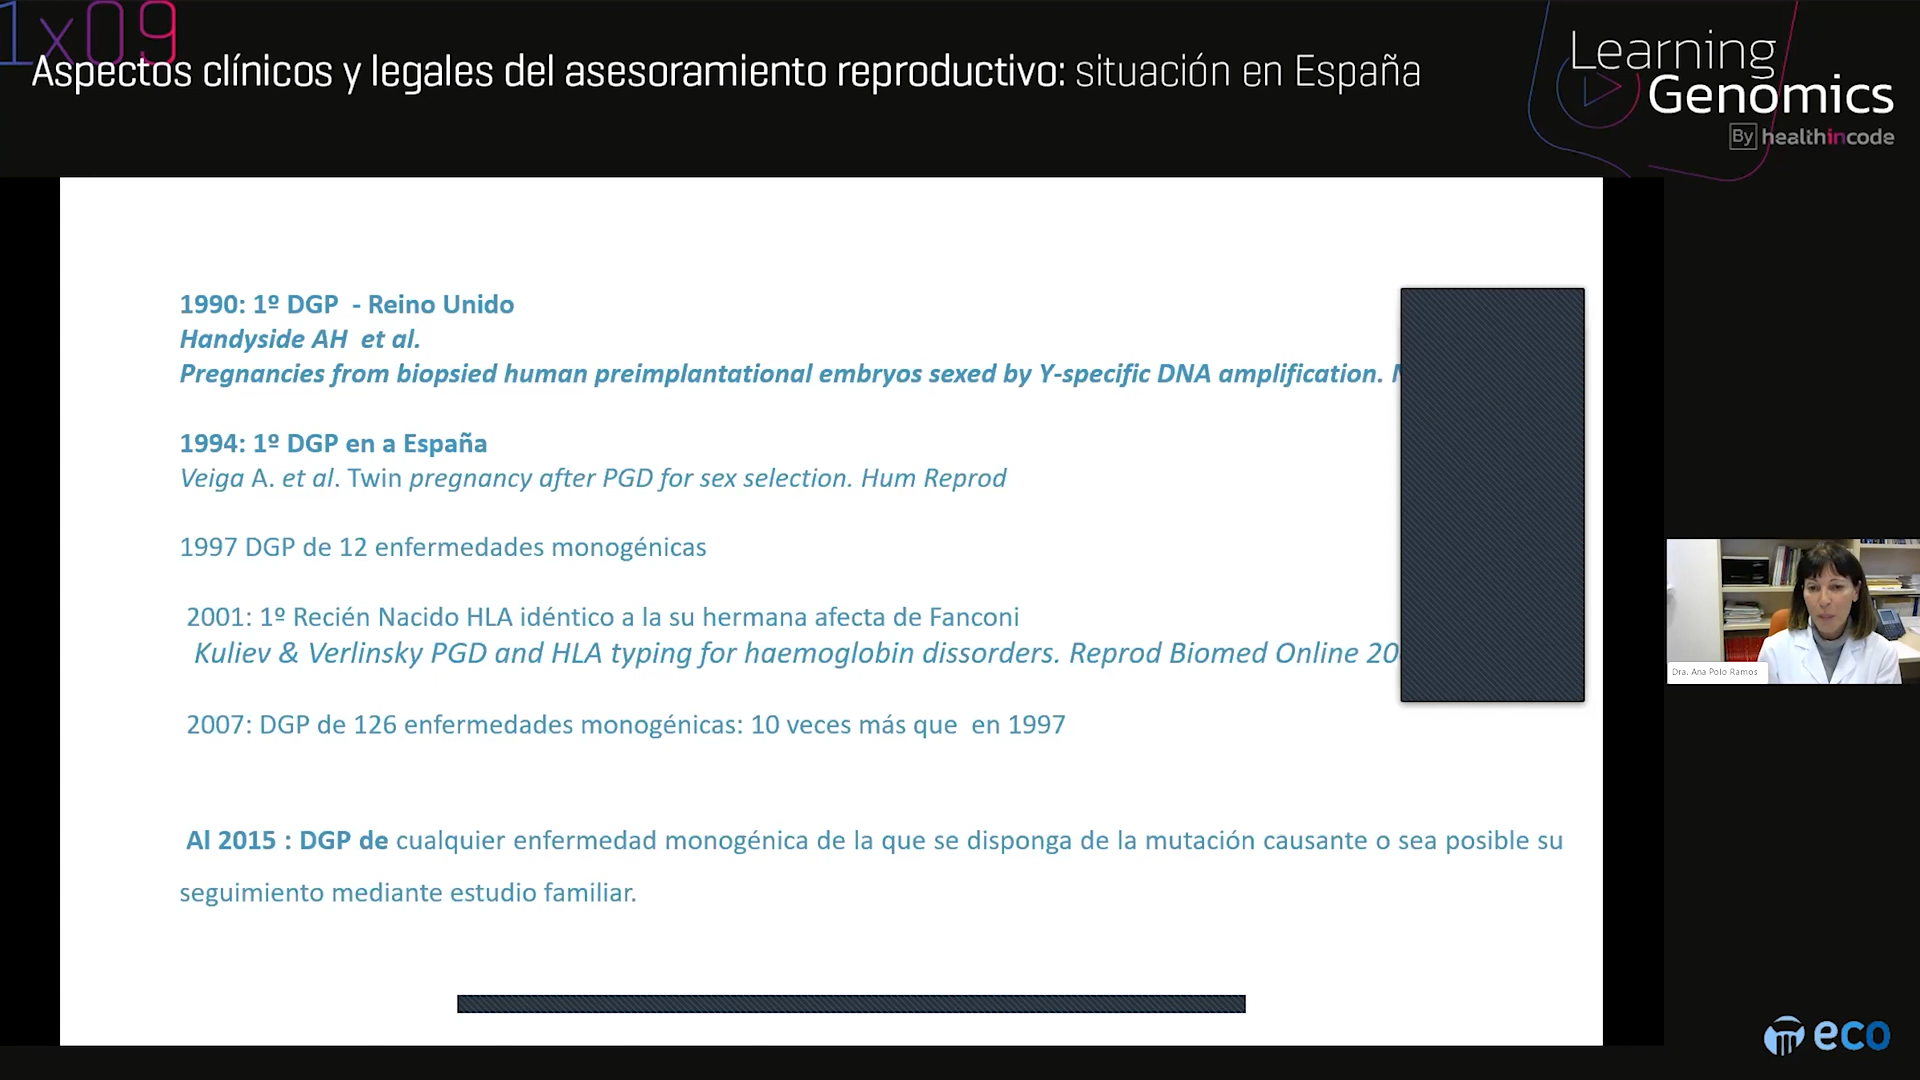 1x09
Aspectos clínicos y legales del asesoramiento reproductivo: situación en España
Learning
Genomics
By healthincode
1990: 1º DGP - Reino Unido
Handyside AH et al.
Pregnancies from biopsied human preimplantational embryos sexed by Y-specific DNA amplification.
1994: 1º DGP en a España
Veiga A. et al. Twin pregnancy after PGD for sex selection. Hum Reprod
1997 DGP de 12 enfermedades monogénicas
2001: 1º Recién Nacido HLA idéntico a la su hermana afecta de Fanconi
Kuliev & Verlinsky PGD and HLA typing for haemoglobin dissorders. Reprod Biomed Online 20
2007: DGP de 126 enfermedades monogénicas: 10 veces más que en 1997
Al 2015 : DGP de cualquier enfermedad monogénica de la que se disponga de la mutación causante o sea posible su
seguimiento mediante estudio familiar.
Dra. Ana Polo Ramos
eco